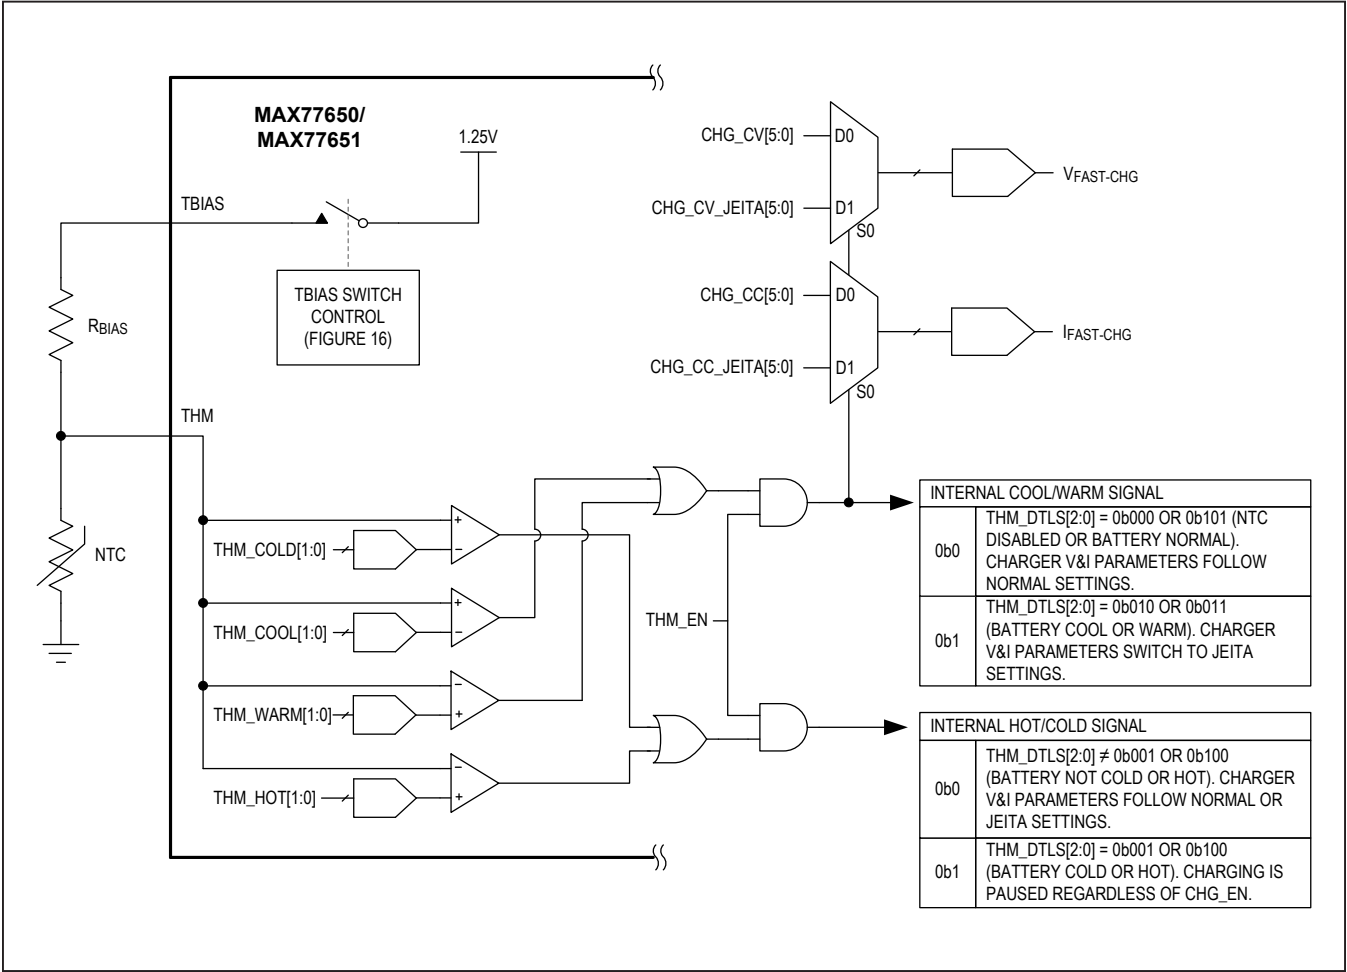 MAX77650/
MAX77651
1.25V
TBIAS
TBIAS SWITCH
CONTROL
(FIGURE 16)
RBIAS
THM
NTC
CHG_CV[5:0]
D0
CHG_CV_JEITA[5:0]
D1
S0
VFAST-CHG
CHG_CC[5:0]
D0
CHG_CC_JEITA[5:0]
D1
S0
IFAST-CHG
THM_COLD[1:0]
+
−
THM_COOL[1:0]
+
−
THM_WARM[1:0]
−
+
THM_HOT[1:0]
−
+
THM_EN
INTERNAL COOL/WARM SIGNAL
0b0
THM_DTLS[2:0] = 0b000 OR 0b101 (NTC
DISABLED OR BATTERY NORMAL).
CHARGER V&I PARAMETERS FOLLOW
NORMAL SETTINGS.
0b1
THM_DTLS[2:0] = 0b010 OR 0b011
(BATTERY COOL OR WARM). CHARGER
V&I PARAMETERS SWITCH TO JEITA
SETTINGS.
INTERNAL HOT/COLD SIGNAL
0b0
THM_DTLS[2:0] ≠ 0b001 OR 0b100
(BATTERY NOT COLD OR HOT). CHARGER
V&I PARAMETERS FOLLOW NORMAL OR
JEITA SETTINGS.
0b1
THM_DTLS[2:0] = 0b001 OR 0b100
(BATTERY COLD OR HOT). CHARGING IS
PAUSED REGARDLESS OF CHG_EN.